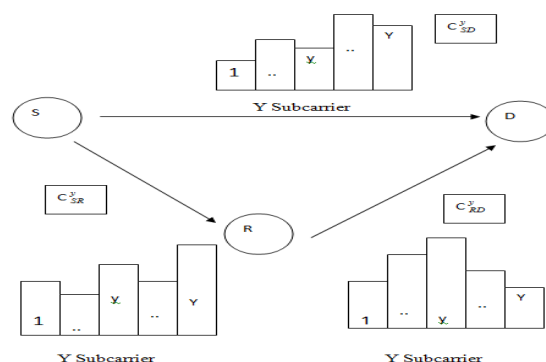 1 .. y .. Y
C^y_SD
Y Subcarrier
S
D
C^y_SR
C^y_RD
R
1 .. y .. Y
1 .. y .. Y
Y Subcarrier
Y Subcarrier